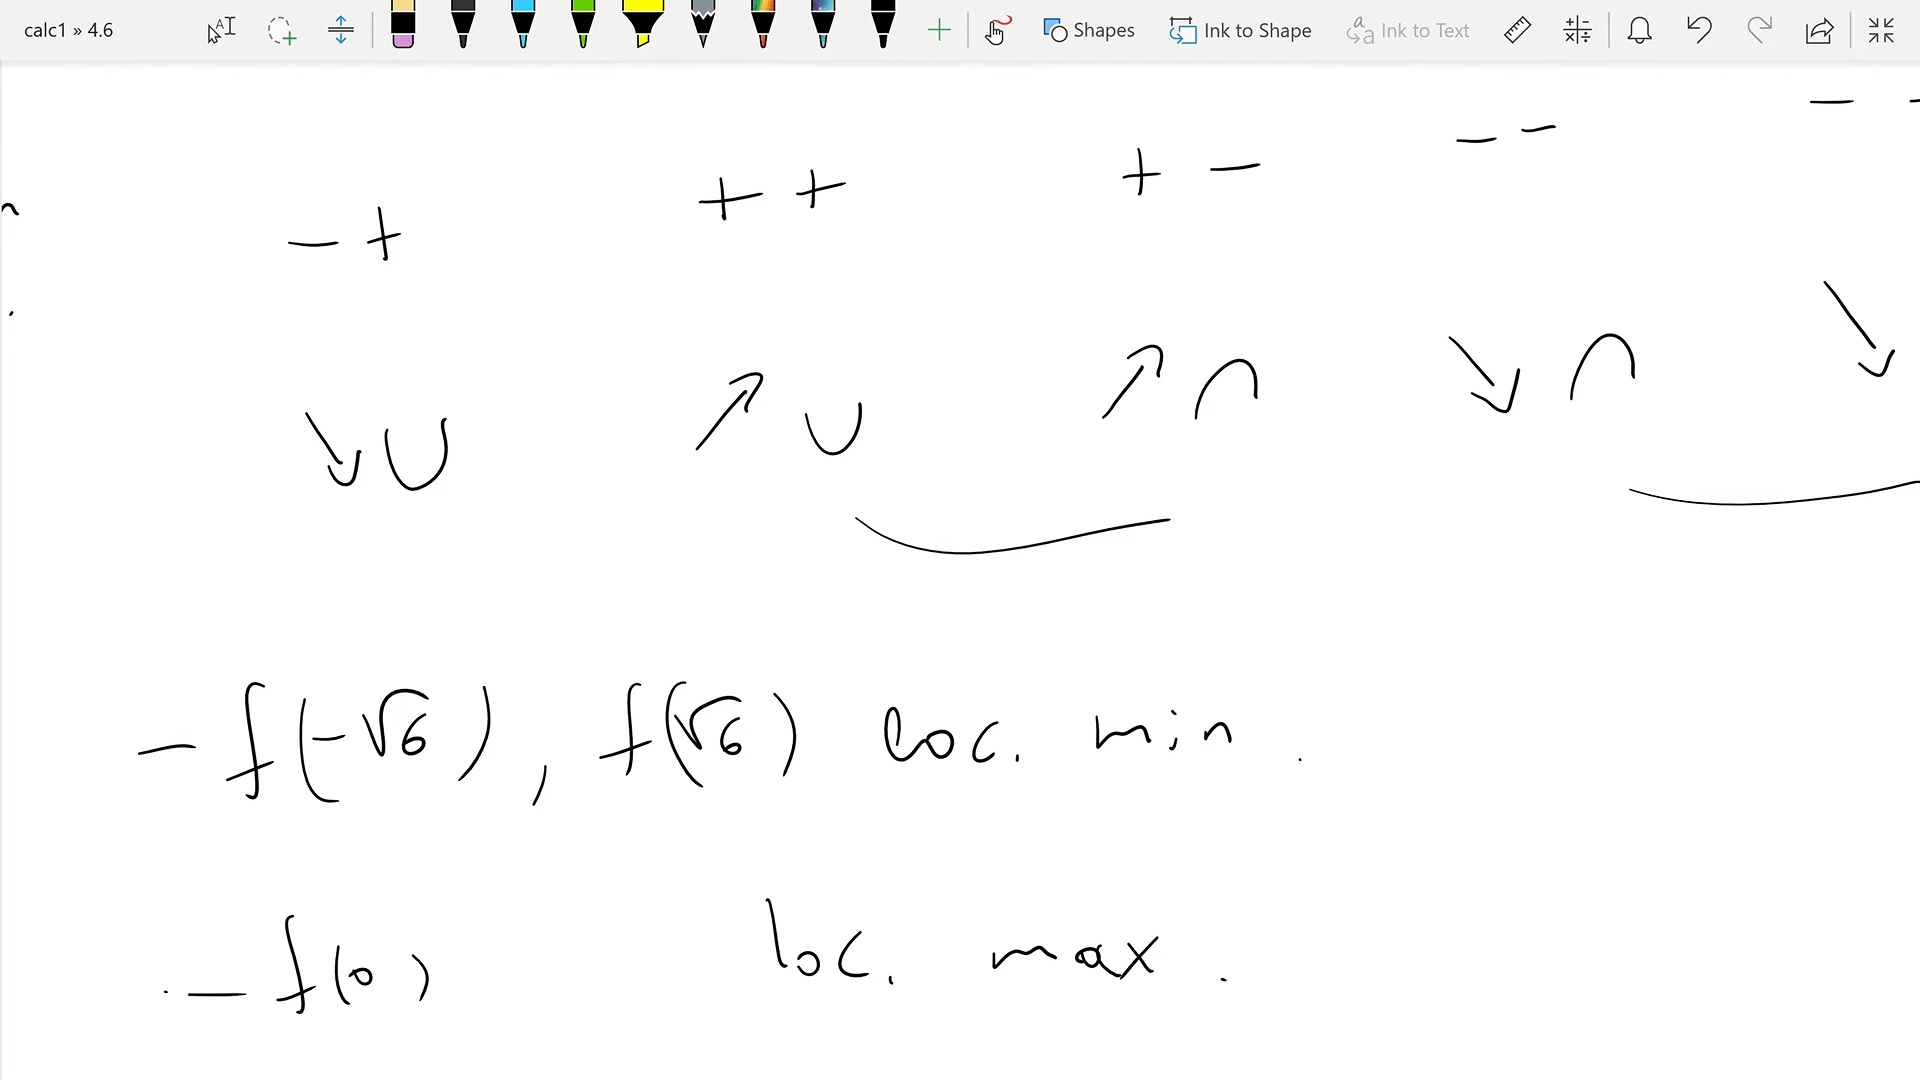 calc1 » 4.6 Shapes Ink to Shape Ink to Text
− + + + + − − − −
↘ ∪ ↗ ∪ ↗ ∩ ↘ ∩ ↘
− f(−√6), f(√6) loc. min.
− f(0) loc. max.